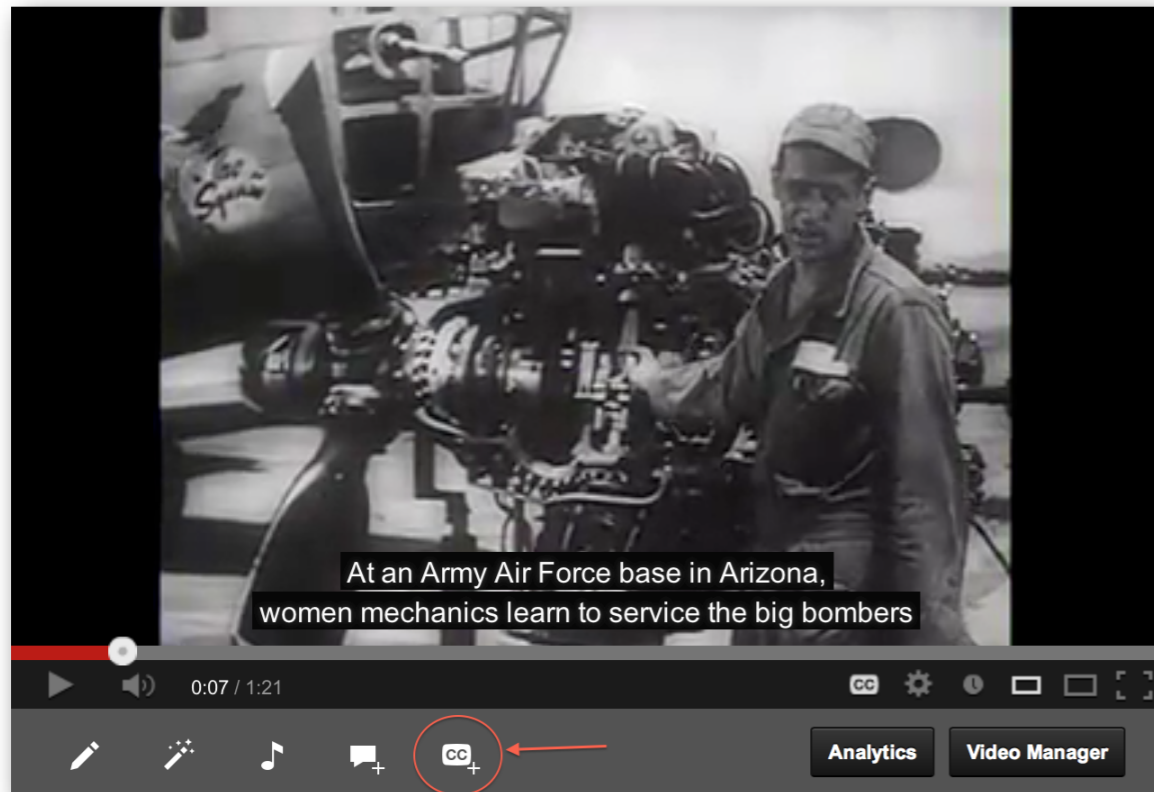 Squaw
At an Army Air Force base in Arizona,
women mechanics learn to service the big bombers
0:07 / 1:21
CC
CC+
Analytics
Video Manager